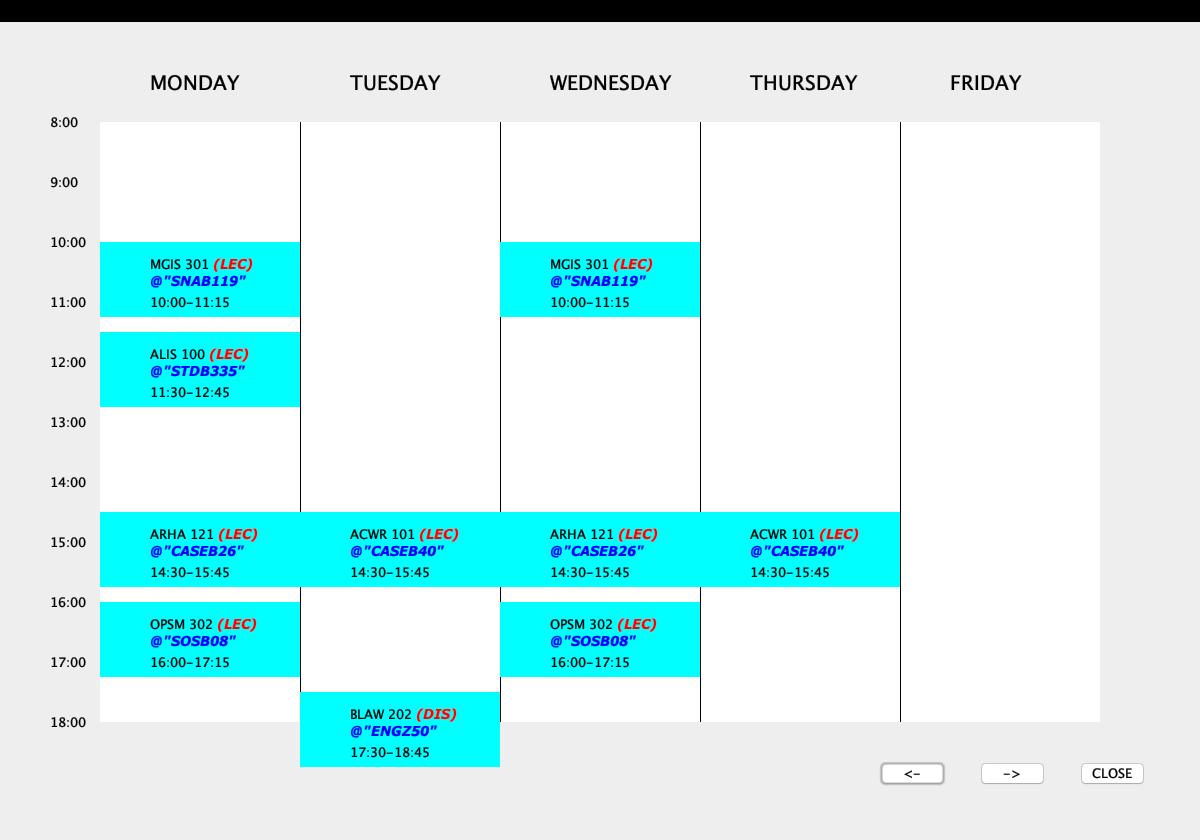 MONDAY TUESDAY WEDNESDAY THURSDAY FRIDAY
8:00
9:00
10:00
MGIS 301 (LEC) MGIS 301 (LEC)
@"SNAB119" @"SNAB119"
11:00 10:00-11:15 10:00-11:15
ALIS 100 (LEC)
12:00
@"STDB335"
11:30-12:45
13:00
14:00
ARHA 121 (LEC) ACWR 101 (LEC) ARHA 121 (LEC) ACWR 101 (LEC)
15:00
@"CASEB26" @"CASEB40" @"CASEB26" @"CASEB40"
14:30-15:45 14:30-15:45 14:30-15:45 14:30-15:45
16:00
OPSM 302 (LEC) OPSM 302 (LEC)
@"SOSB08" @"SOSB08"
17:00 16:00-17:15 16:00-17:15
BLAW 202 (DIS)
18:00
@"ENGZ50"
17:30-18:45
<- -> CLOSE